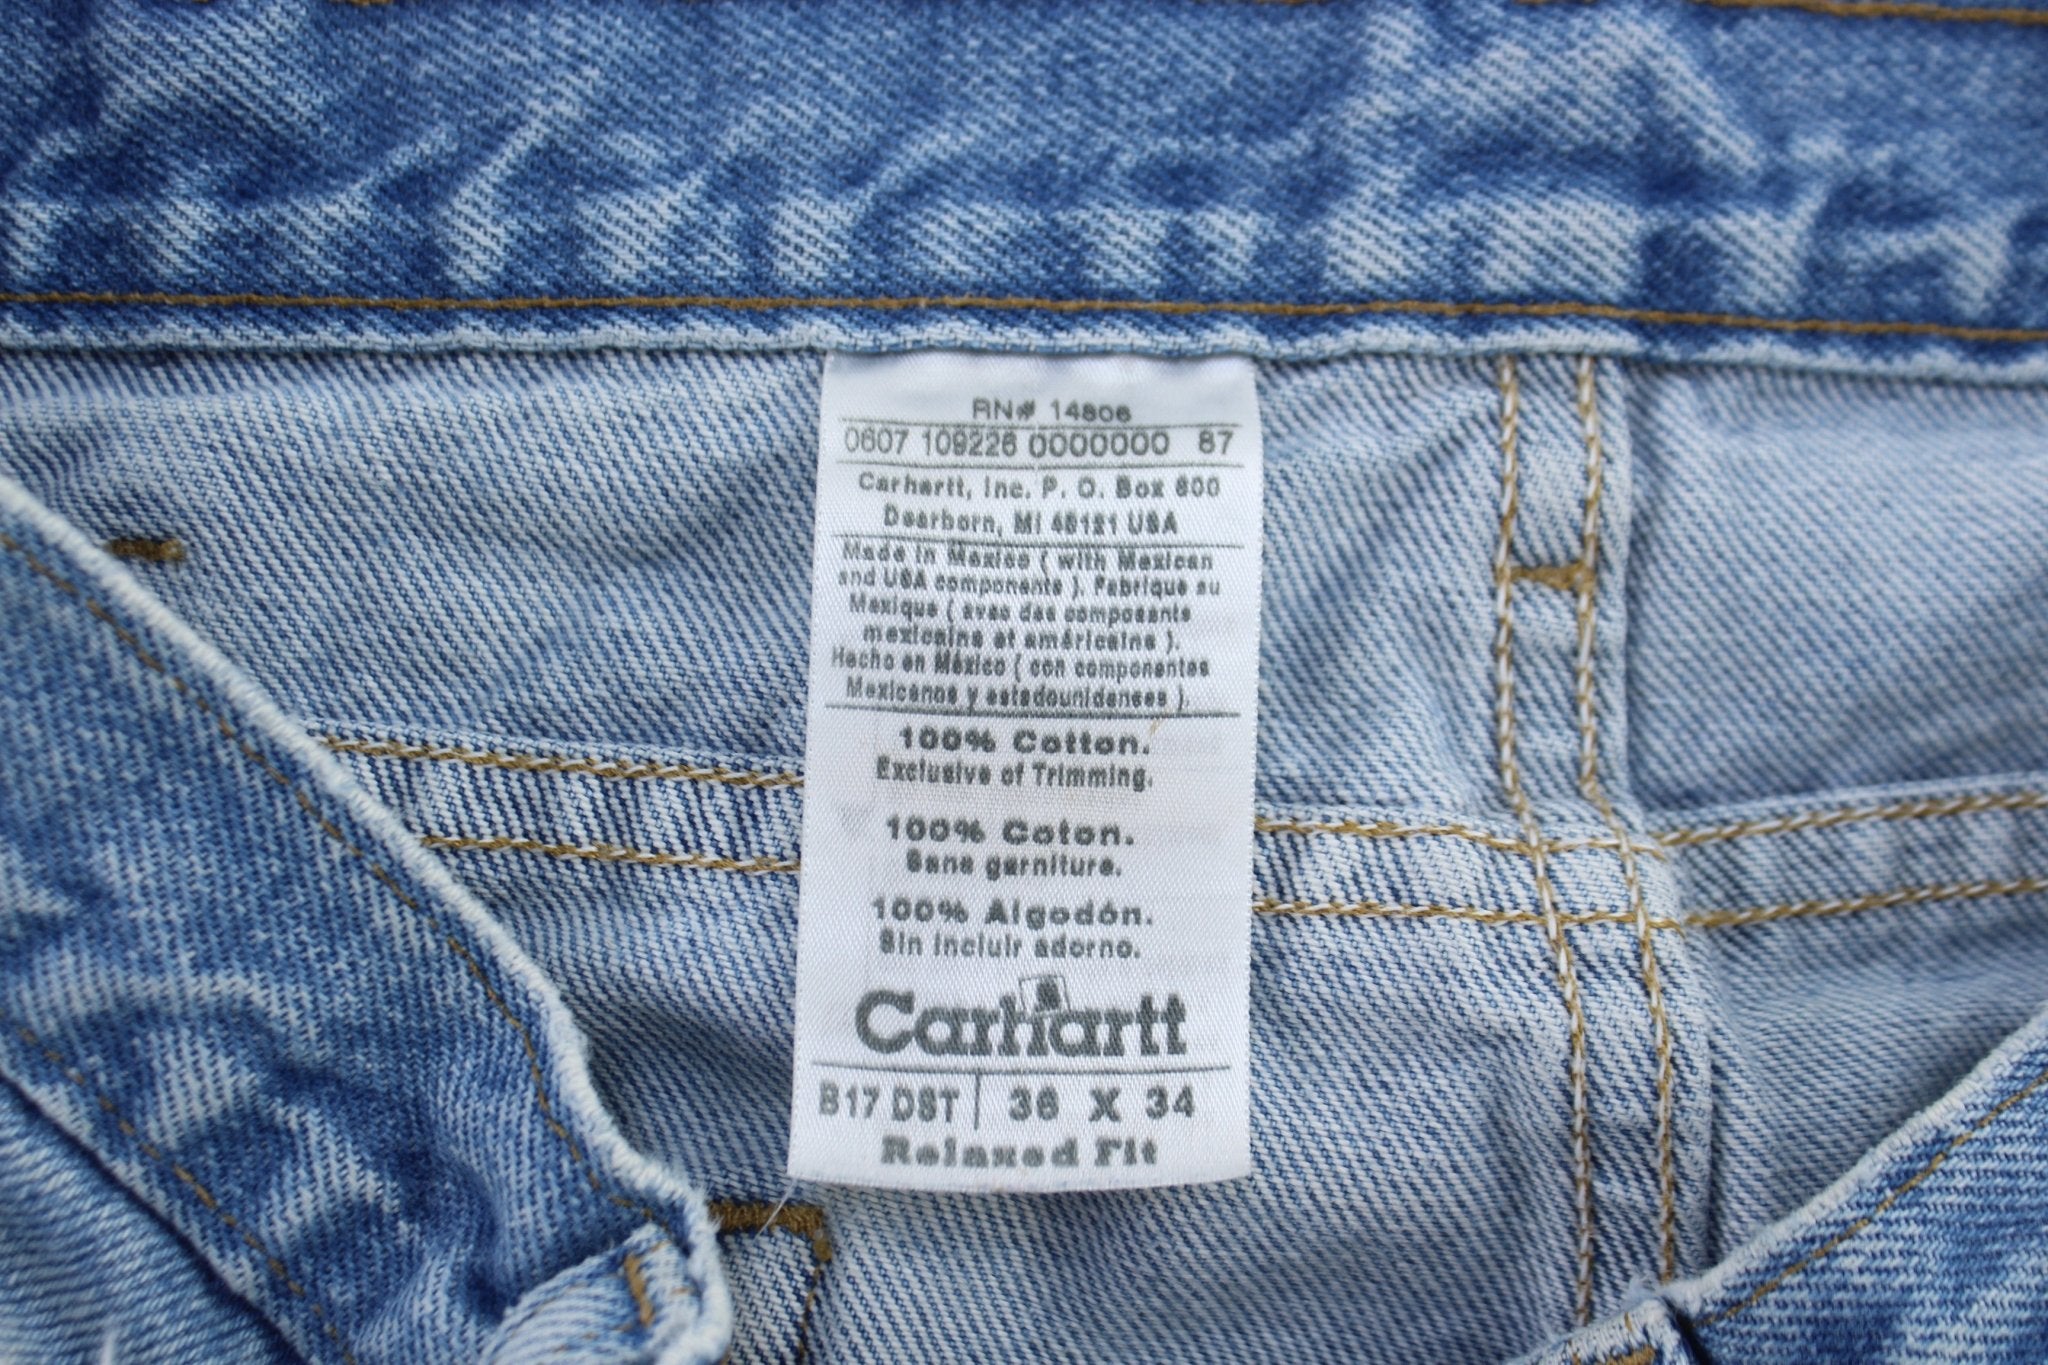 RN# 14806
0607 109226 0000000 87
Carhartt, Inc. P. O. Box 600
Dearborn, MI 48121 USA
Made in Mexico ( with Mexican
and USA components ). Fabrique au
Mexique ( avec des composants
mexicains et américains ).
Hecho en México ( con componentes
Mexicanos y estadounidenses ).
100% Cotton.
Exclusive of Trimming.
100% Coton.
Sans garniture.
100% Algodón.
Sin incluir adorno.
Carhartt
B17 DST 36 X 34
Relaxed Fit